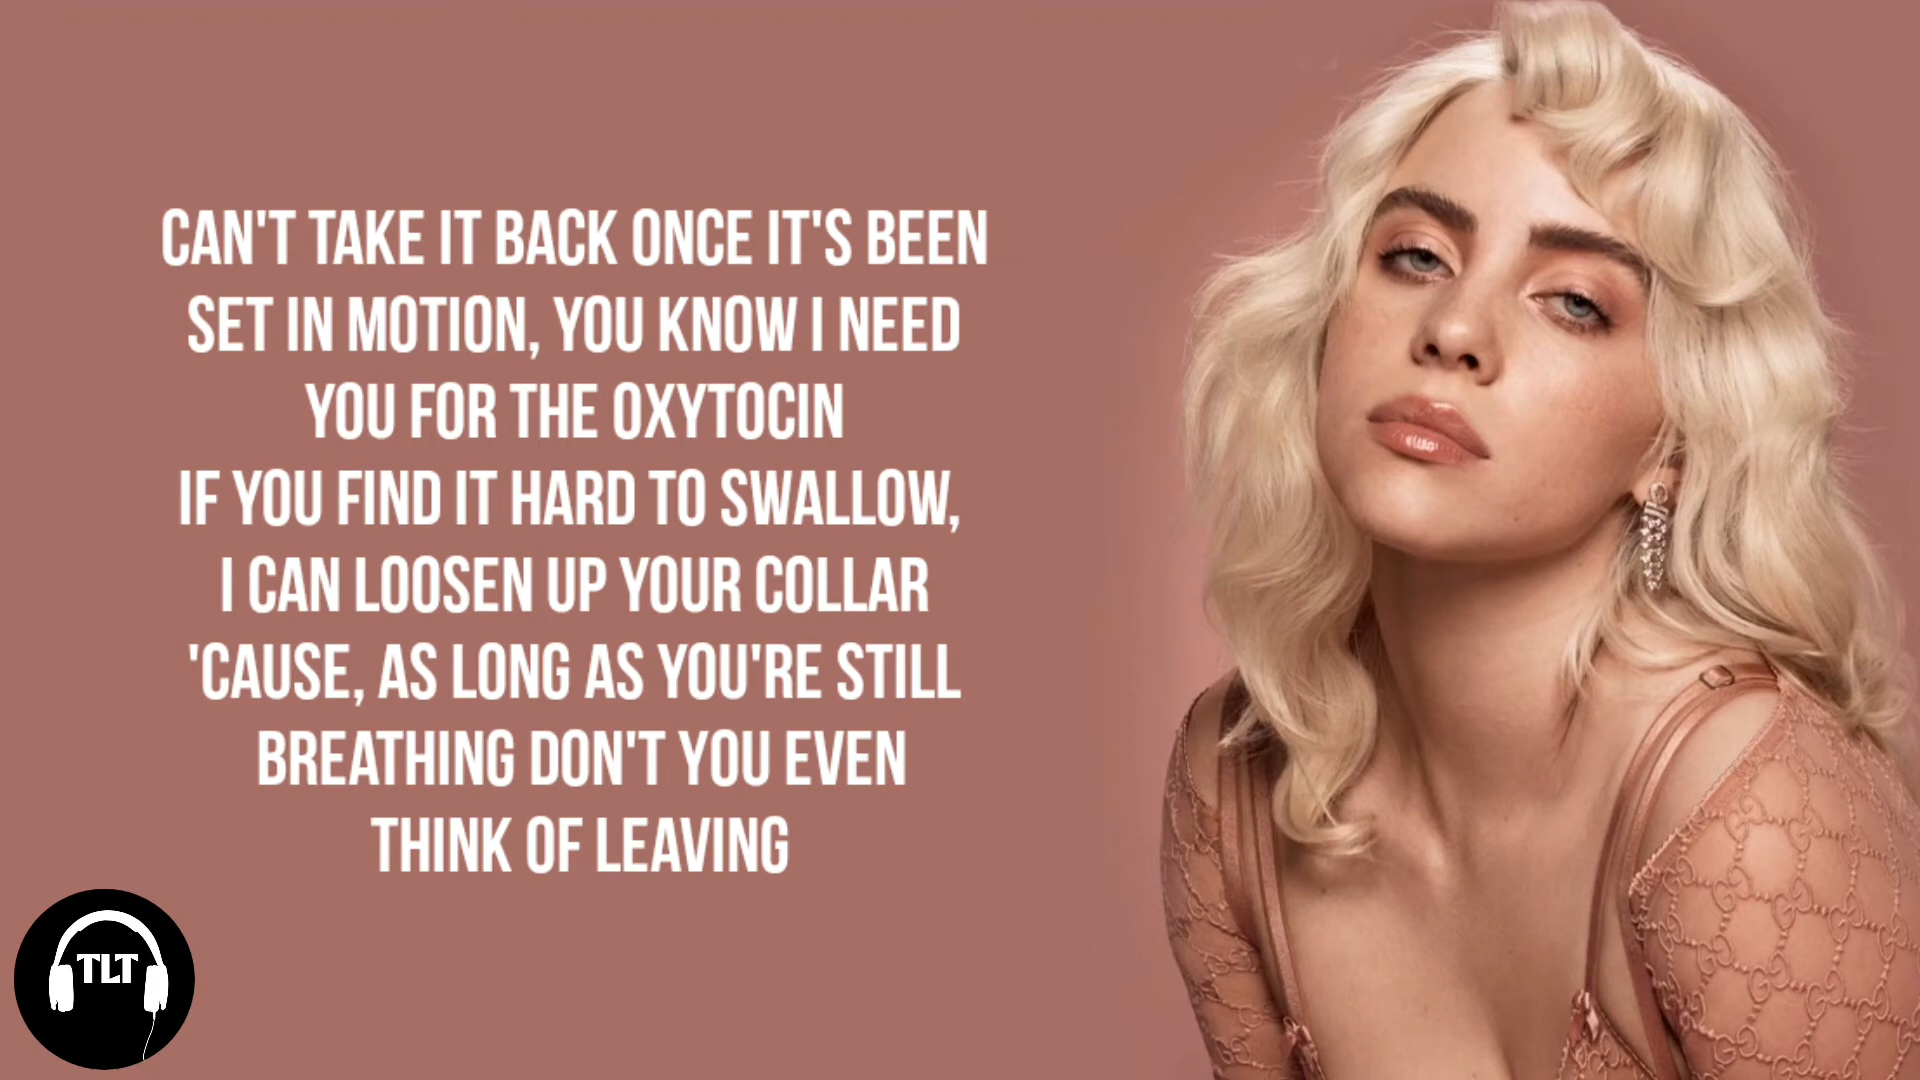 CAN'T TAKE IT BACK ONCE IT'S BEEN
SET IN MOTION, YOU KNOW I NEED
YOU FOR THE OXYTOCIN
IF YOU FIND IT HARD TO SWALLOW,
I CAN LOOSEN UP YOUR COLLAR
'CAUSE, AS LONG AS YOU'RE STILL
BREATHING DON'T YOU EVEN
THINK OF LEAVING
TLT